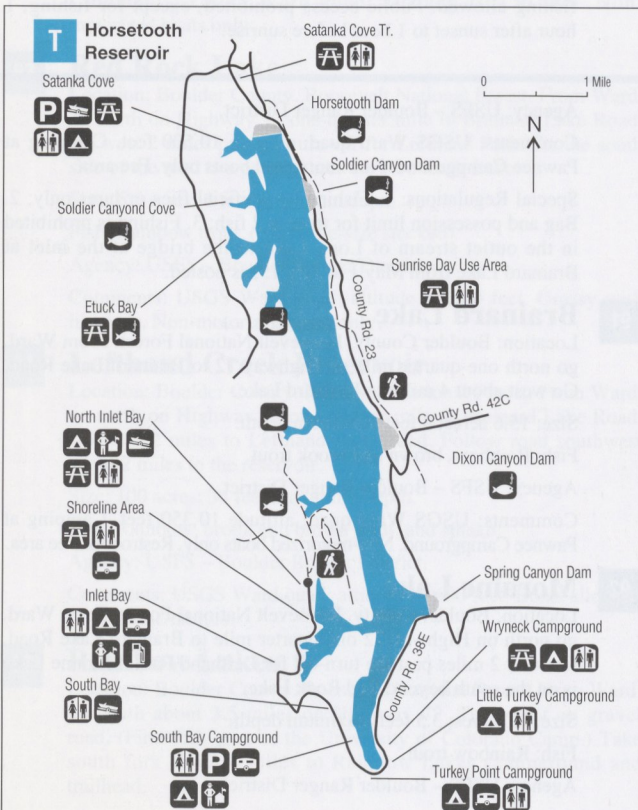 T
Horsetooth
Reservoir
Satanka Cove Tr.
Satanka Cove
P
0
1 Mile
N
Horsetooth Dam
Soldier Canyon Dam
Soldier Canyond Cove
Sunrise Day Use Area
County Rd. 23
Etuck Bay
County Rd. 42C
North Inlet Bay
Dixon Canyon Dam
Shoreline Area
Spring Canyon Dam
Inlet Bay
Wryneck Campground
County Rd. 38E
South Bay
Little Turkey Campground
South Bay Campground
P
Turkey Point Campground